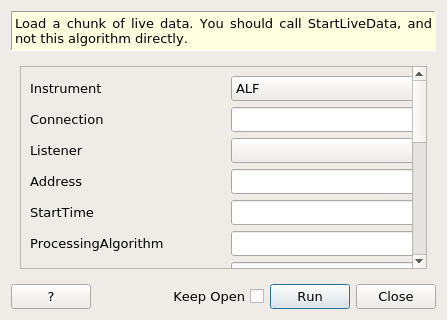 Load a chunk of live data. You should call StartLiveData, and
not this algorithm directly.
Instrument
ALF
Connection
Listener
Address
StartTime
ProcessingAlgorithm
?
Keep Open
Run
Close